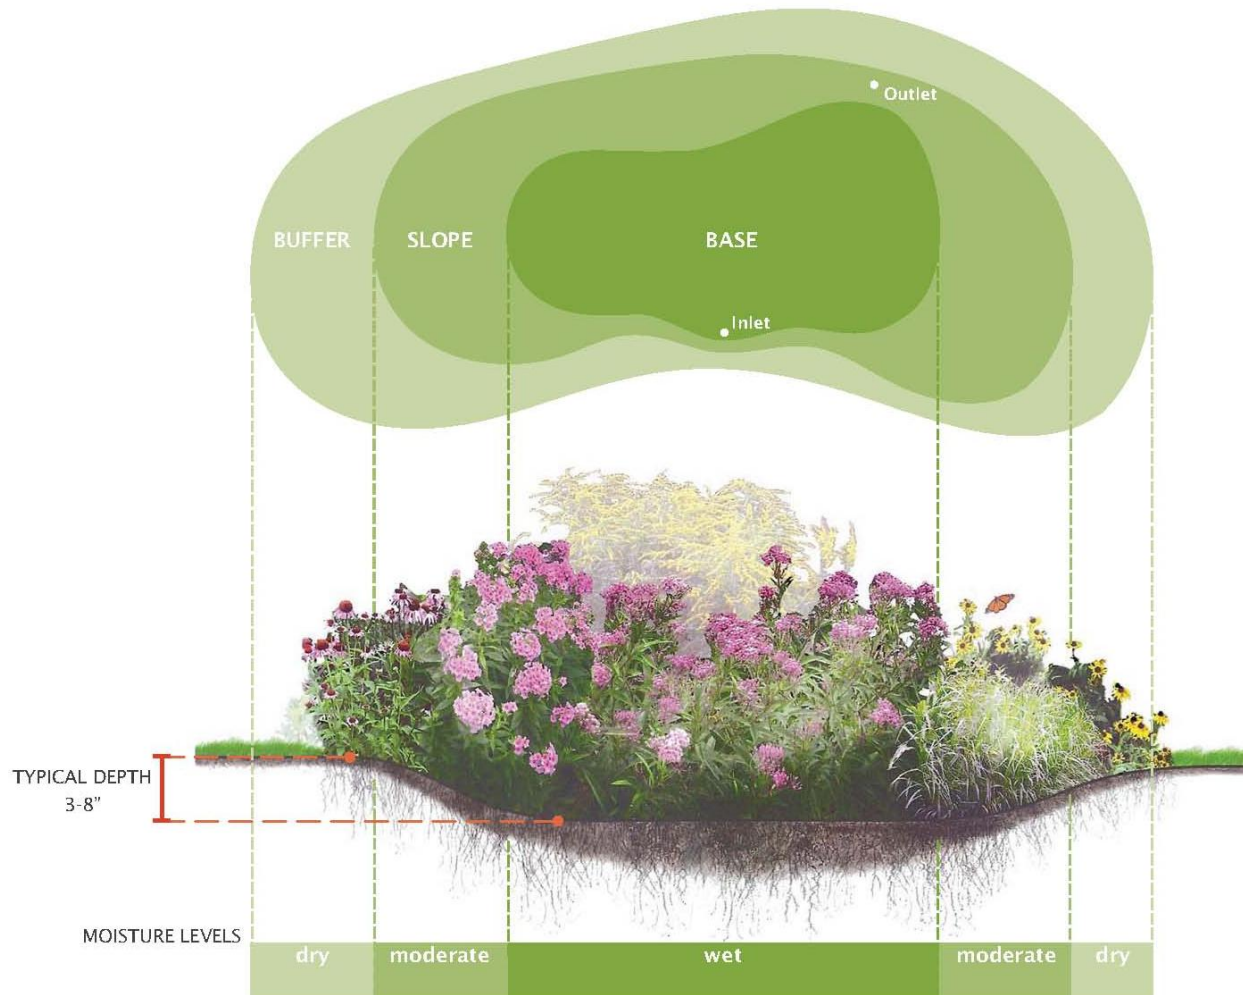 Outlet
BUFFER SLOPE BASE
Inlet
TYPICAL DEPTH
3-8”
MOISTURE LEVELS
dry moderate wet moderate dry